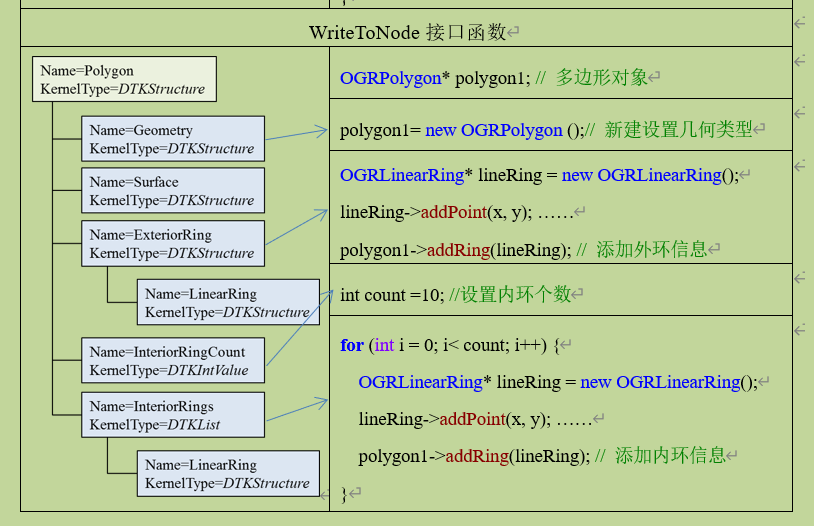 WriteToNode 接口函数
Name=Polygon
KernelType=DTKStructure
Name=Geometry
KernelType=DTKStructure
Name=Surface
KernelType=DTKStructure
Name=ExteriorRing
KernelType=DTKStructure
Name=LinearRing
KernelType=DTKStructure
Name=InteriorRingCount
KernelType=DTKIntValue
Name=InteriorRings
KernelType=DTKList
Name=LinearRing
KernelType=DTKStructure
OGRPolygon* polygon1; // 多边形对象
polygon1= new OGRPolygon ();// 新建设置几何类型
OGRLinearRing* lineRing = new OGRLinearRing();
lineRing->addPoint(x, y); ……
polygon1->addRing(lineRing); // 添加外环信息
int count =10; //设置内环个数
for (int i = 0; i< count; i++) {
OGRLinearRing* lineRing = new OGRLinearRing();
lineRing->addPoint(x, y); ……
polygon1->addRing(lineRing); // 添加内环信息
}